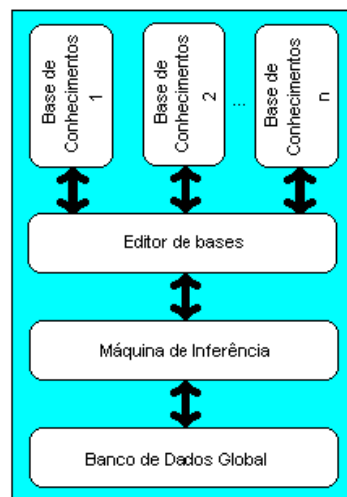 Base de
Conhecimentos
1
Base de
Conhecimentos
2
...
Base de
Conhecimentos
n
Editor de bases
Máquina de Inferência
Banco de Dados Global